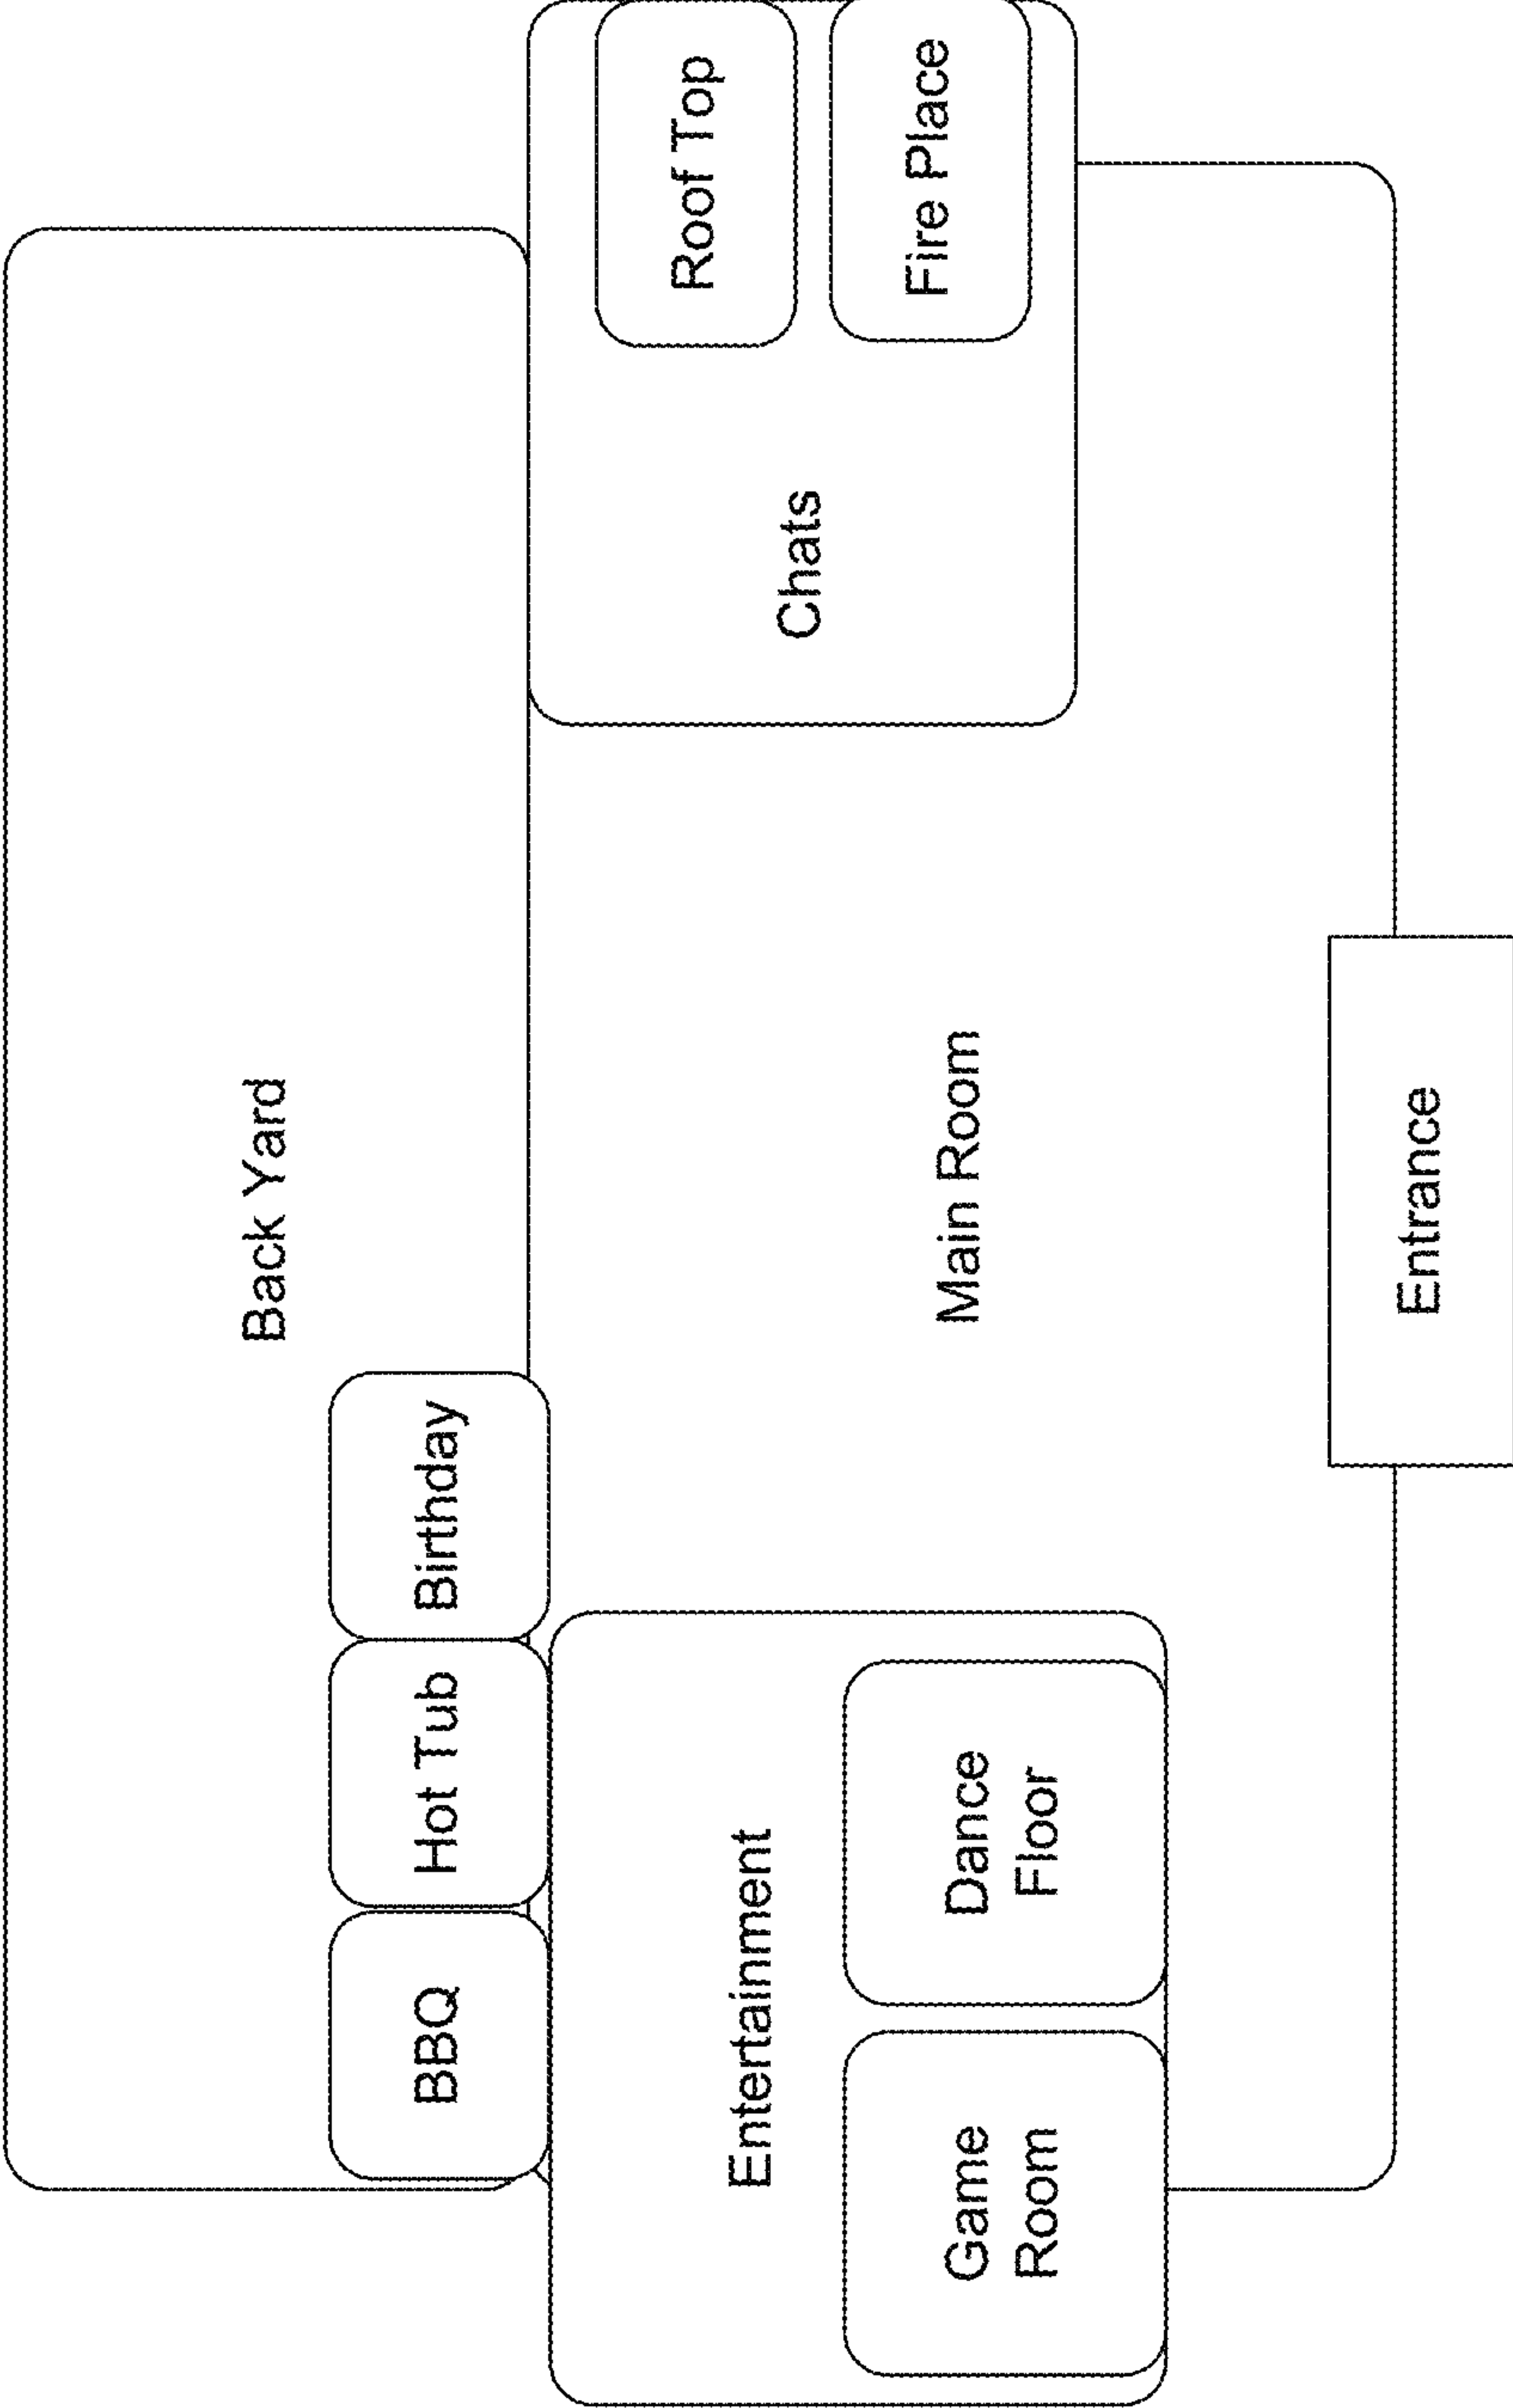 Back Yard
BBQ
Hot Tub
Birthday
Roof Top
Chats
Fire Place
Entertainment
Main Room
Game
Room
Dance
Floor
Entrance